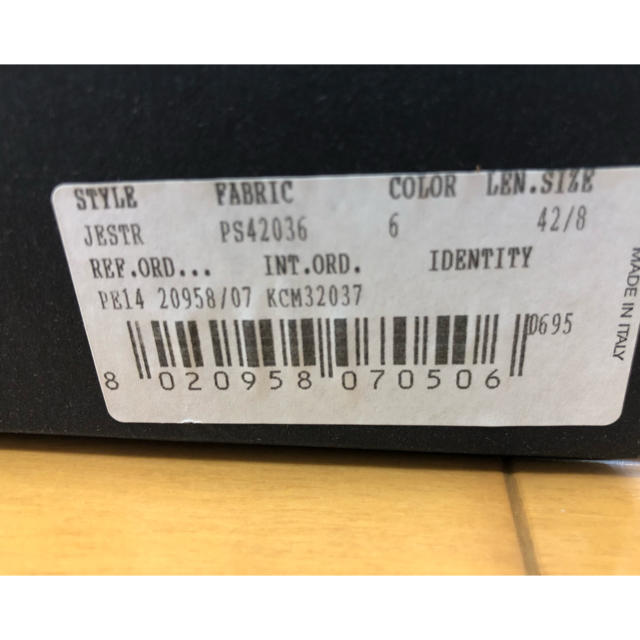 STYLE FABRIC COLOR LEN.SIZE
JESTR PS42036 6 42/8
REF.ORD... INT.ORD. IDENTITY
PE14 20958/07 KCM32037
0695
8 020958 070506
MADE IN ITALY